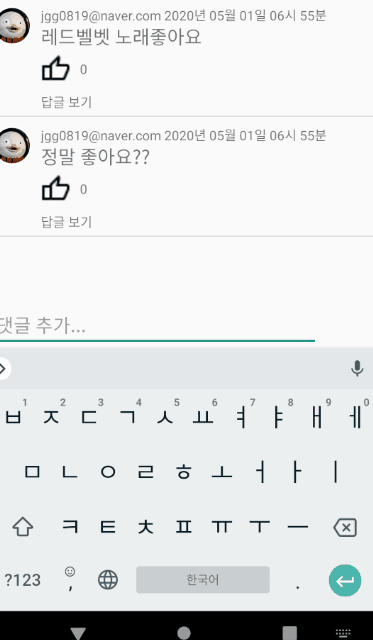 jgg0819@naver.com 2020년 05월 01일 06시 55분
레드벨벳 노래좋아요
0
답글 보기
jgg0819@naver.com 2020년 05월 01일 06시 55분
정말 좋아요??
0
답글 보기
댓글 추가...
1 2 3 4 5 6 7 8 9 0
ㅂ ㅈ ㄷ ㄱ ㅅ ㅛ ㅕ ㅑ ㅐ ㅔ
ㅁ ㄴ ㅇ ㄹ ㅎ ㅗ ㅓ ㅏ ㅣ
ㅋ ㅌ ㅊ ㅍ ㅠ ㅜ ㅡ
?123 , 한국어 .